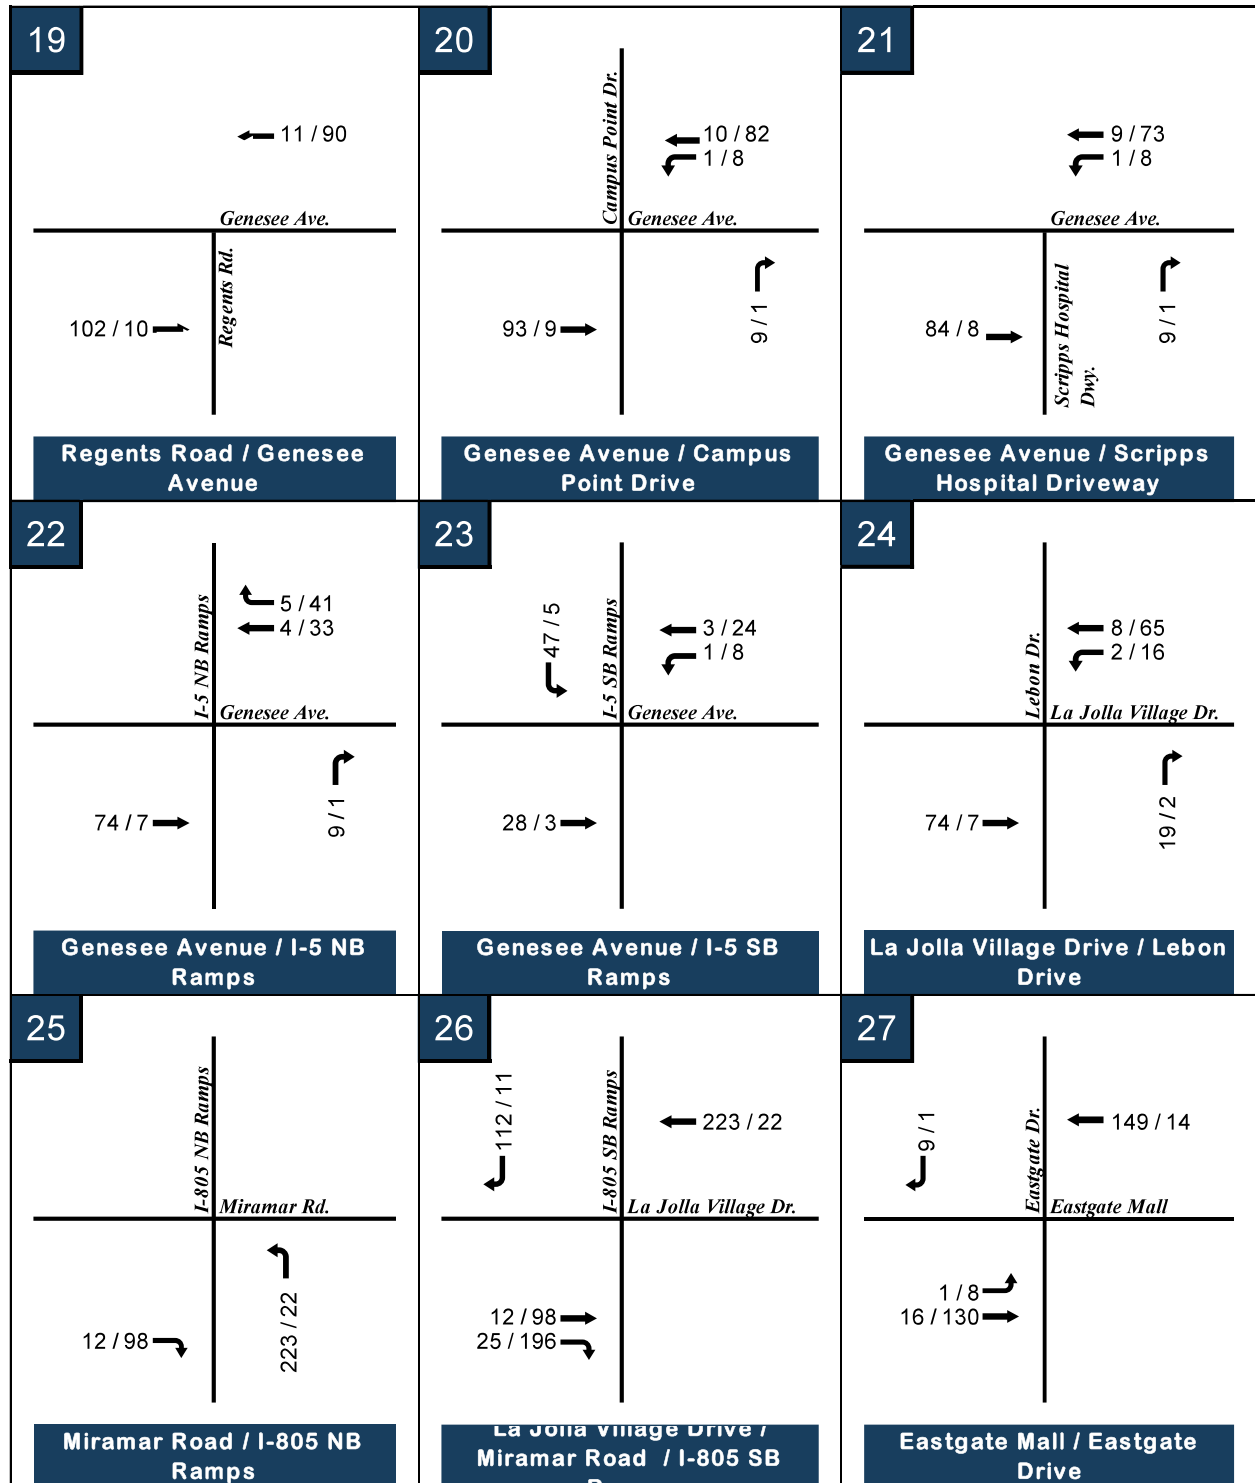 19
11 / 90
Genesee Ave.
Regents Rd.
102 / 10
Regents Road / Genesee
Avenue
20
Campus Point Dr.
10 / 82
1 / 8
Genesee Ave.
93 / 9
9 / 1
Genesee Avenue / Campus
Point Drive
21
9 / 73
1 / 8
Genesee Ave.
84 / 8
Scripps Hospital
Dwy.
9 / 1
Genesee Avenue / Scripps
Hospital Driveway
22
I-5 NB Ramps
5 / 41
4 / 33
Genesee Ave.
74 / 7
9 / 1
Genesee Avenue / I-5 NB
Ramps
23
47 / 5
I-5 SB Ramps
3 / 24
1 / 8
Genesee Ave.
28 / 3
Genesee Avenue / I-5 SB
Ramps
24
Lebon Dr.
8 / 65
2 / 16
La Jolla Village Dr.
74 / 7
19 / 2
La Jolla Village Drive / Lebon
Drive
25
I-805 NB Ramps
Miramar Rd.
12 / 98
223 / 22
Miramar Road / I-805 NB
Ramps
26
112 / 11
I-805 SB Ramps
223 / 22
La Jolla Village Dr.
12 / 98
25 / 196
La Jolla Village Drive /
Miramar Road / I-805 SB
27
9 / 1
Eastgate Dr.
149 / 14
Eastgate Mall
1 / 8
16 / 130
Eastgate Mall / Eastgate
Drive